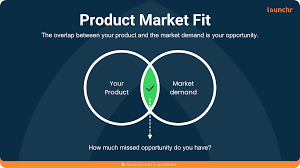 launchr
Product Market Fit
The overlap between your product and the market demand is your opportunity.
Your
Product
Market
demand
How much missed opportunity do you have?